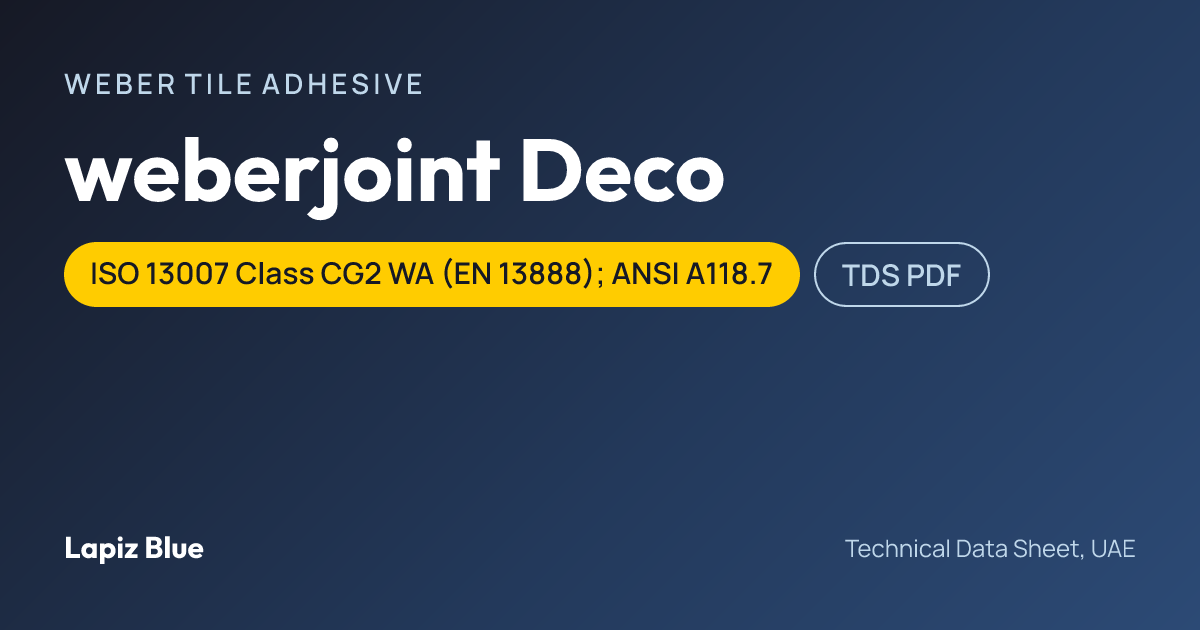 WEBER TILE ADHESIVE
weberjoint Deco
ISO 13007 Class CG2 WA (EN 13888); ANSI A118.7
TDS PDF
Lapiz Blue
Technical Data Sheet, UAE